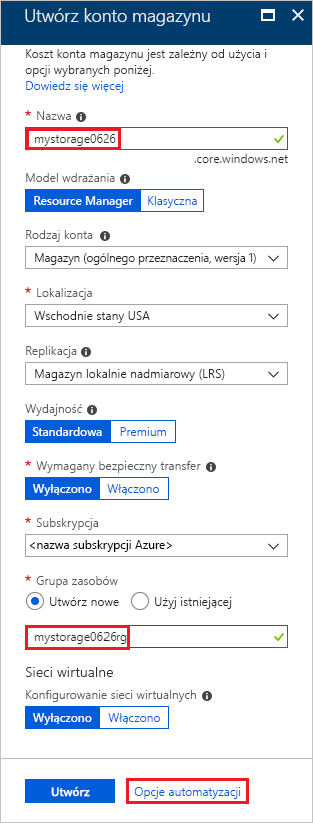 Utwórz konto magazynu
Koszt konta magazynu jest zależny od użycia i
opcji wybranych poniżej.
Dowiedz się więcej
* Nazwa
mystorage0626
.core.windows.net
Model wdrażania
Resource Manager Klasyczna
Rodzaj konta
Magazyn (ogólnego przeznaczenia, wersja 1)
* Lokalizacja
Wschodnie stany USA
Replikacja
Magazyn lokalnie nadmiarowy (LRS)
Wydajność
Standardowa Premium
* Wymagany bezpieczny transfer
Wyłączono Włączono
* Subskrypcja
<nazwa subskrypcji Azure>
* Grupa zasobów
Utwórz nowe Użyj istniejącej
mystorage0626rg
Sieci wirtualne
Konfigurowanie sieci wirtualnych
Wyłączono Włączono
Utwórz Opcje automatyzacji